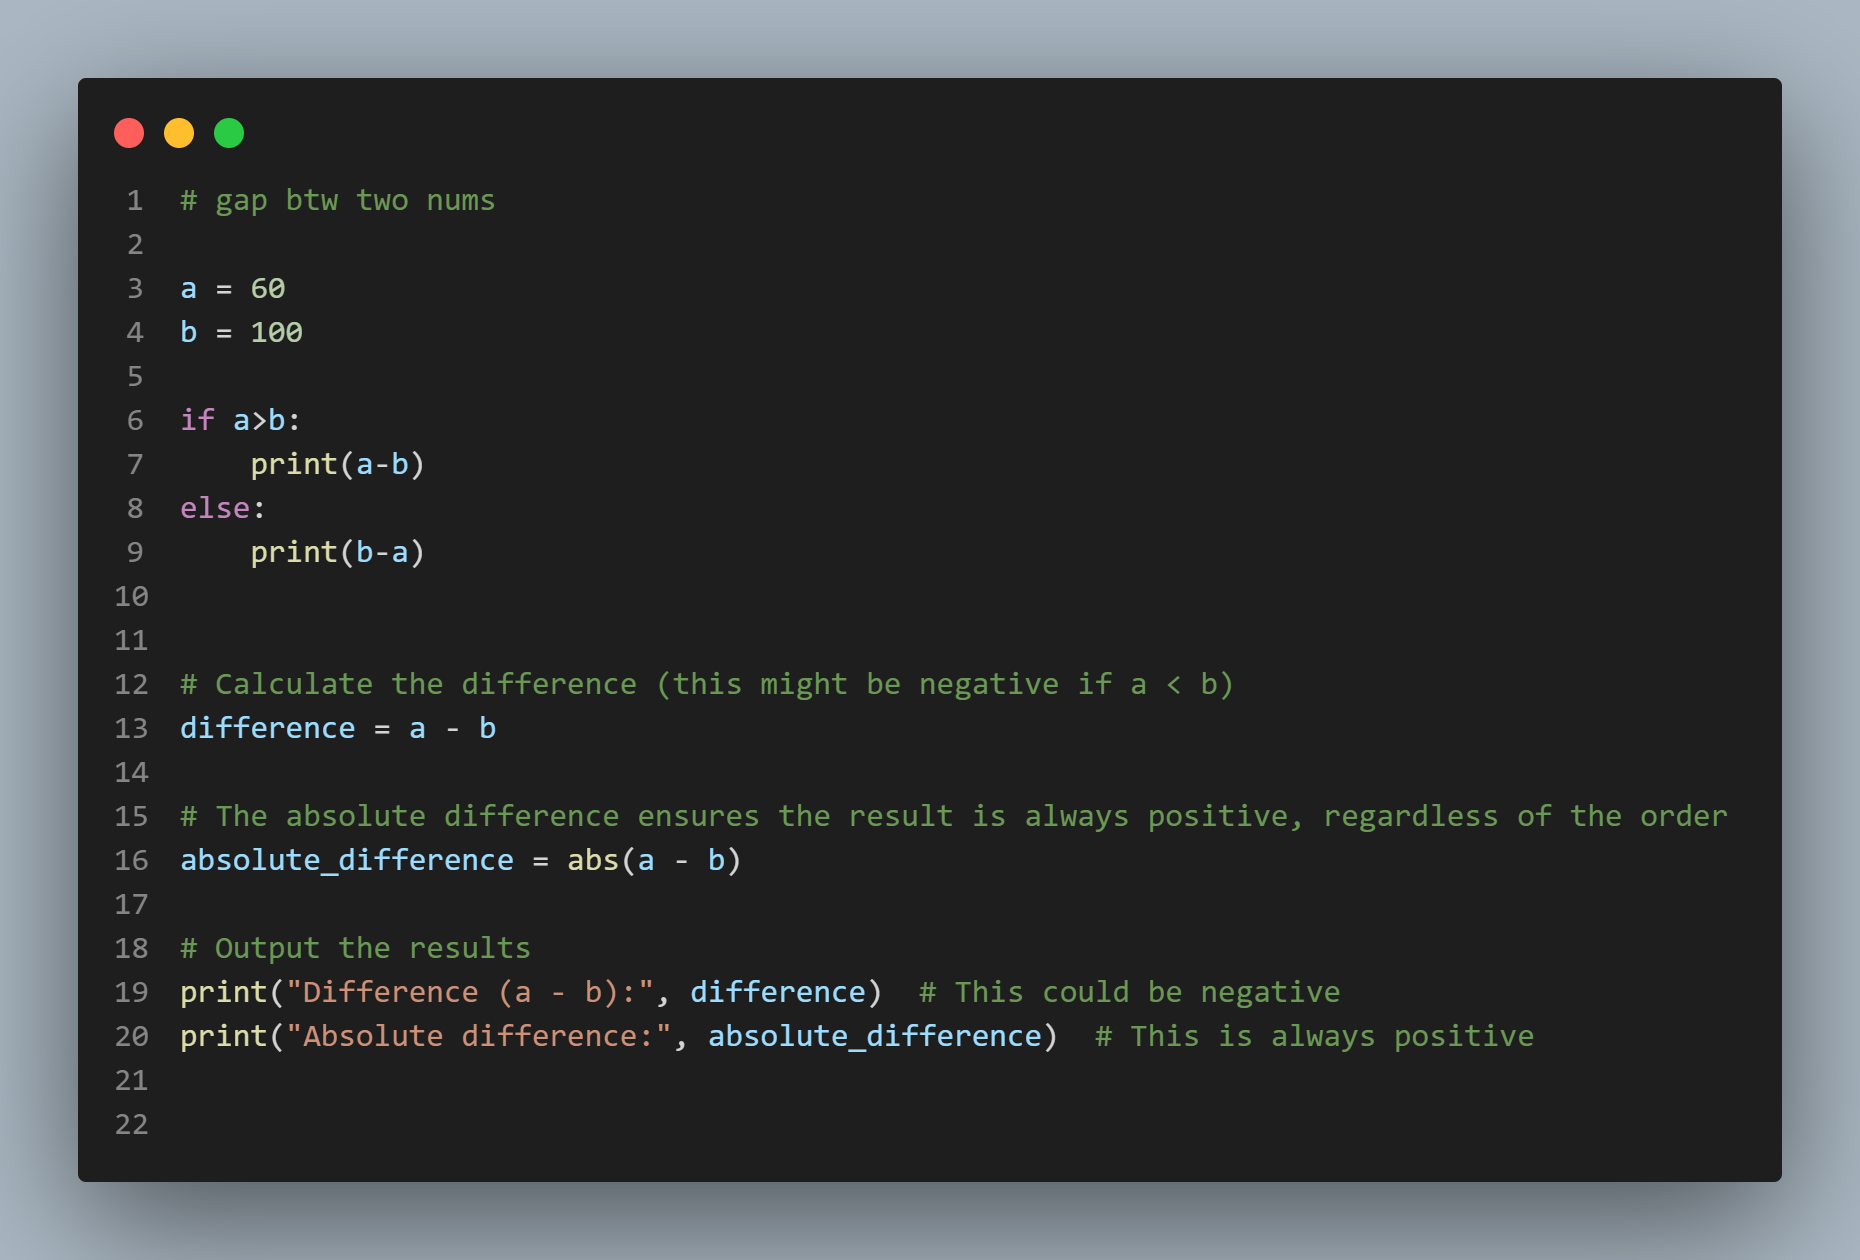 1 # gap btw two nums
2
3 a = 60
4 b = 100
5
6 if a>b:
7     print(a-b)
8 else:
9     print(b-a)
10
11
12 # Calculate the difference (this might be negative if a < b)
13 difference = a - b
14
15 # The absolute difference ensures the result is always positive, regardless of the order
16 absolute_difference = abs(a - b)
17
18 # Output the results
19 print("Difference (a - b):", difference)  # This could be negative
20 print("Absolute difference:", absolute_difference)  # This is always positive
21
22